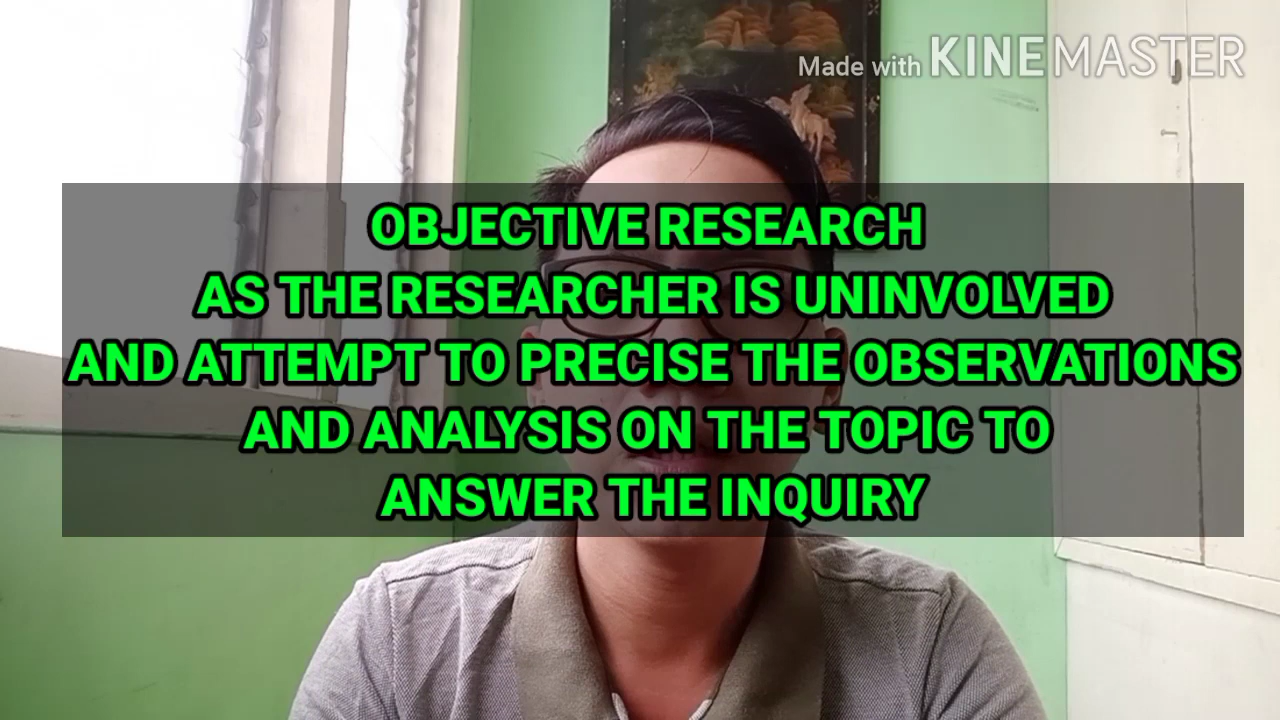 Made with KINEMASTER
OBJECTIVE RESEARCH
AS THE RESEARCHER IS UNINVOLVED
AND ATTEMPT TO PRECISE THE OBSERVATIONS
AND ANALYSIS ON THE TOPIC TO
ANSWER THE INQUIRY